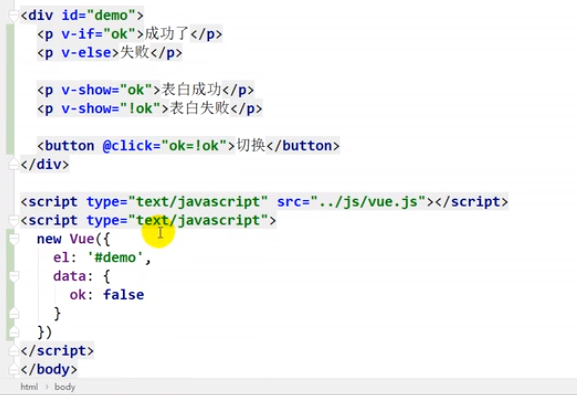 <div id="demo">
<p v-if="ok">成功了</p>
<p v-else>失败</p>
<p v-show="ok">表白成功</p>
<p v-show="!ok">表白失败</p>
<button @click="ok=!ok">切换</button>
</div>
<script type="text/javascript" src="../js/vue.js"></script>
<script type="text/javascript">
new Vue({
el: '#demo',
data: {
ok: false
}
})
</script>
</body>
html › body